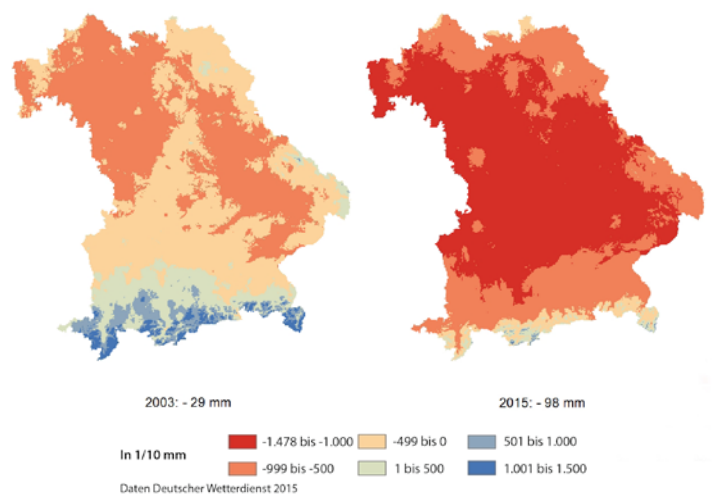 2003: - 29 mm
2015: - 98 mm
In 1/10 mm
-1.478 bis -1.000
-499 bis 0
501 bis 1.000
-999 bis -500
1 bis 500
1.001 bis 1.500
Daten Deutscher Wetterdienst 2015